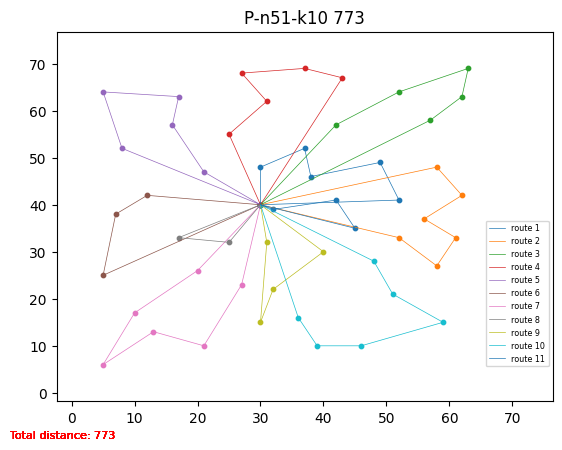 P-n51-k10 773
70
60
50
40
30
20
10
0
route 1
route 2
route 3
route 4
route 5
route 6
route 7
route 8
route 9
route 10
route 11
0 10 20 30 40 50 60 70
Total distance: 773